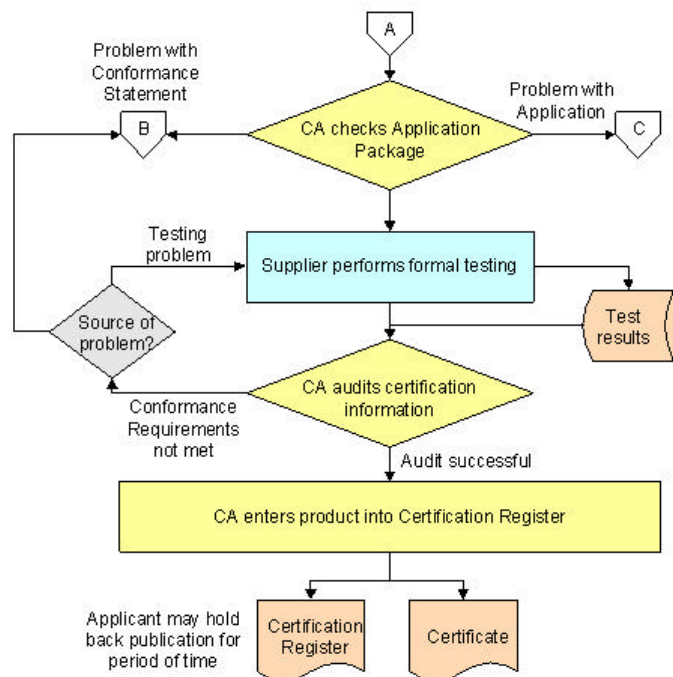 A
Problem with
Conformance
Statement
Problem with
Application
B
CA checks Application
Package
C
Testing
problem
Supplier performs formal testing
Source of
problem?
Test
results
CA audits certification
information
Conformance
Requirements
not met
Audit successful
CA enters product into Certification Register
Applicant may hold
back publication for
period of time
Certification
Register
Certificate